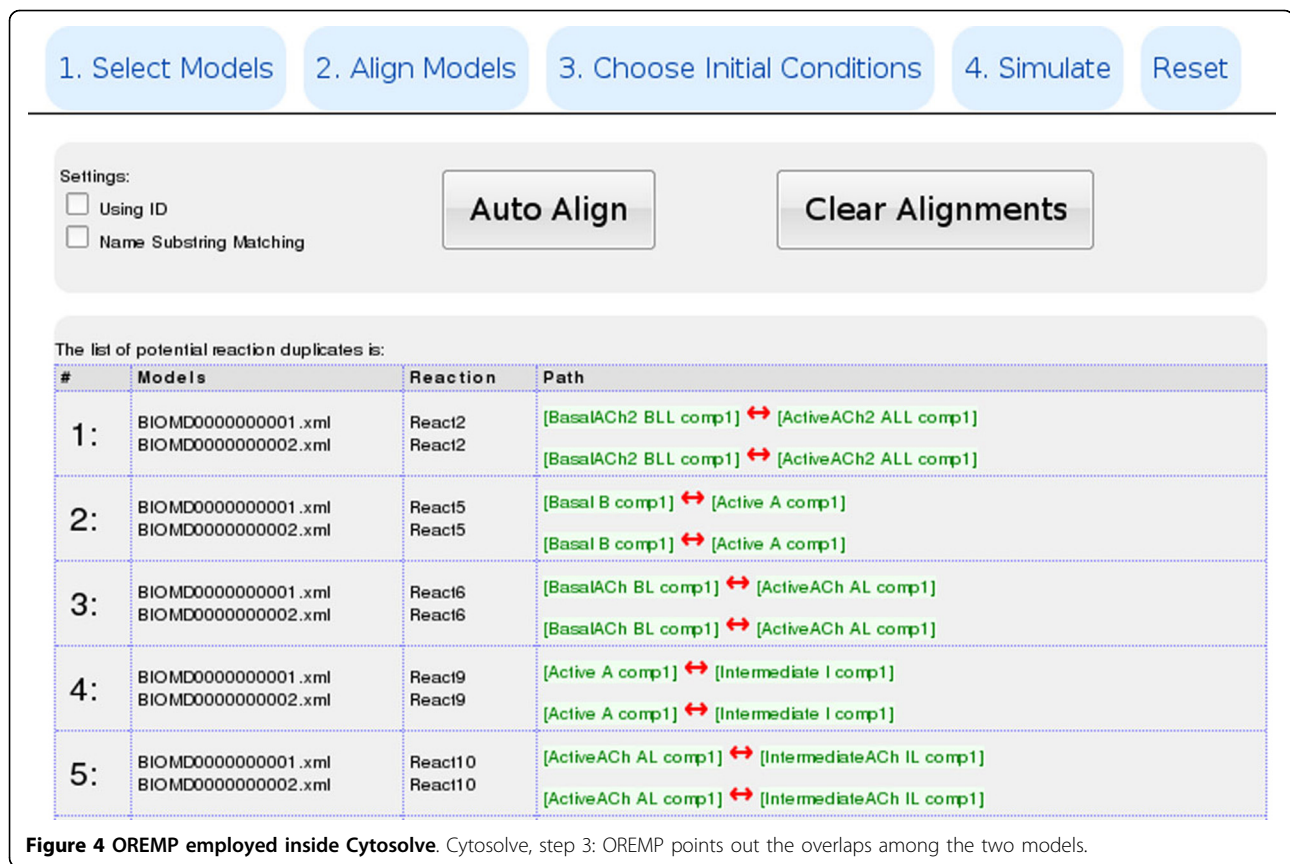 1. Select Models 2. Align Models 3. Choose Initial Conditions 4. Simulate Reset
Settings:
Using ID
Name Substring Matching
Auto Align
Clear Alignments
The list of potential reaction duplicates is:
# Models Reaction Path
1:
BIOMD0000000001.xml React2 [BasalACh2 BLL comp1] ↔ [ActiveACh2 ALL comp1]
BIOMD0000000002.xml React2 [BasalACh2 BLL comp1] ↔ [ActiveACh2 ALL comp1]
2:
BIOMD0000000001.xml React5 [Basal B comp1] ↔ [Active A comp1]
BIOMD0000000002.xml React5 [Basal B comp1] ↔ [Active A comp1]
3:
BIOMD0000000001.xml React6 [BasalACh BL comp1] ↔ [ActiveACh AL comp1]
BIOMD0000000002.xml React6 [BasalACh BL comp1] ↔ [ActiveACh AL comp1]
4:
BIOMD0000000001.xml React9 [Active A comp1] ↔ [Intermediate I comp1]
BIOMD0000000002.xml React9 [Active A comp1] ↔ [Intermediate I comp1]
5:
BIOMD0000000001.xml React10 [ActiveACh AL comp1] ↔ [IntermediateACh IL comp1]
BIOMD0000000002.xml React10 [ActiveACh AL comp1] ↔ [IntermediateACh IL comp1]
Figure 4 OREMP employed inside Cytosolve. Cytosolve, step 3: OREMP points out the overlaps among the two models.